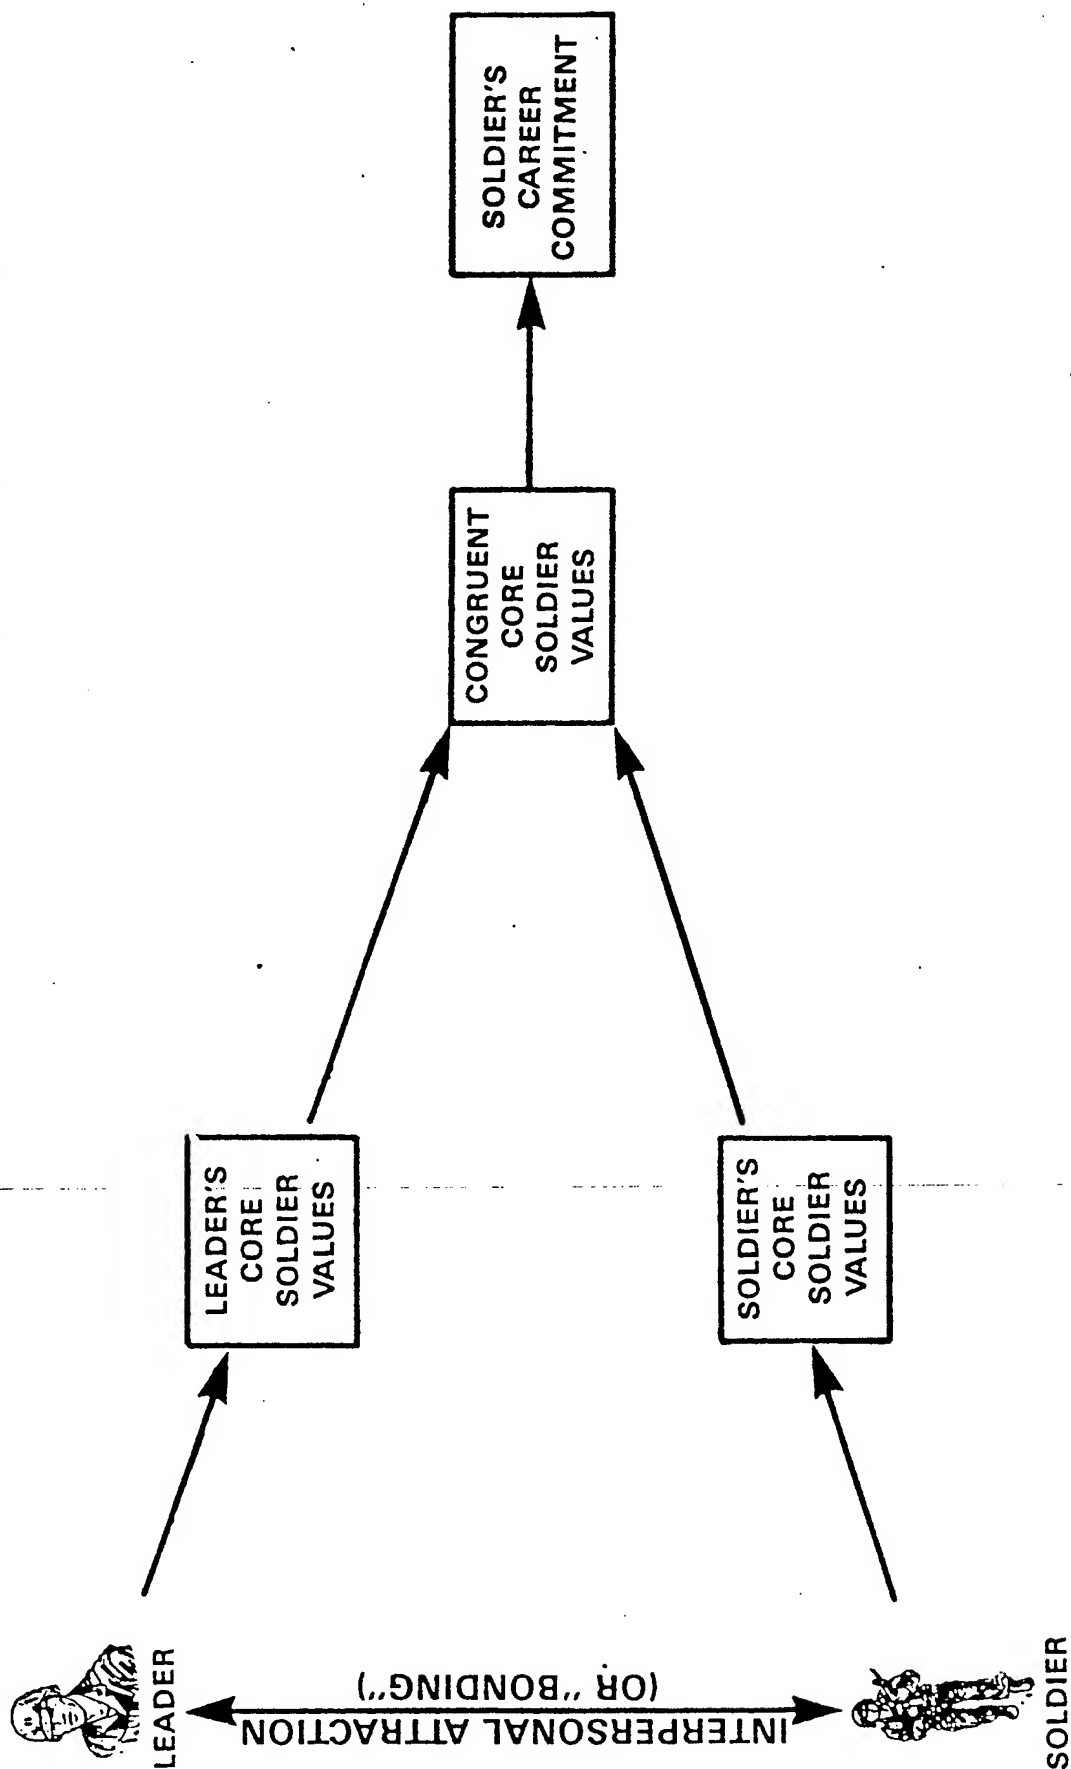 LEADER
INTERPERSONAL ATTRACTION
(OR "BONDING")
SOLDIER
LEADER'S
CORE
SOLDIER
VALUES
SOLDIER'S
CORE
SOLDIER
VALUES
CONGRUENT
CORE
SOLDIER
VALUES
SOLDIER'S
CAREER
COMMITMENT